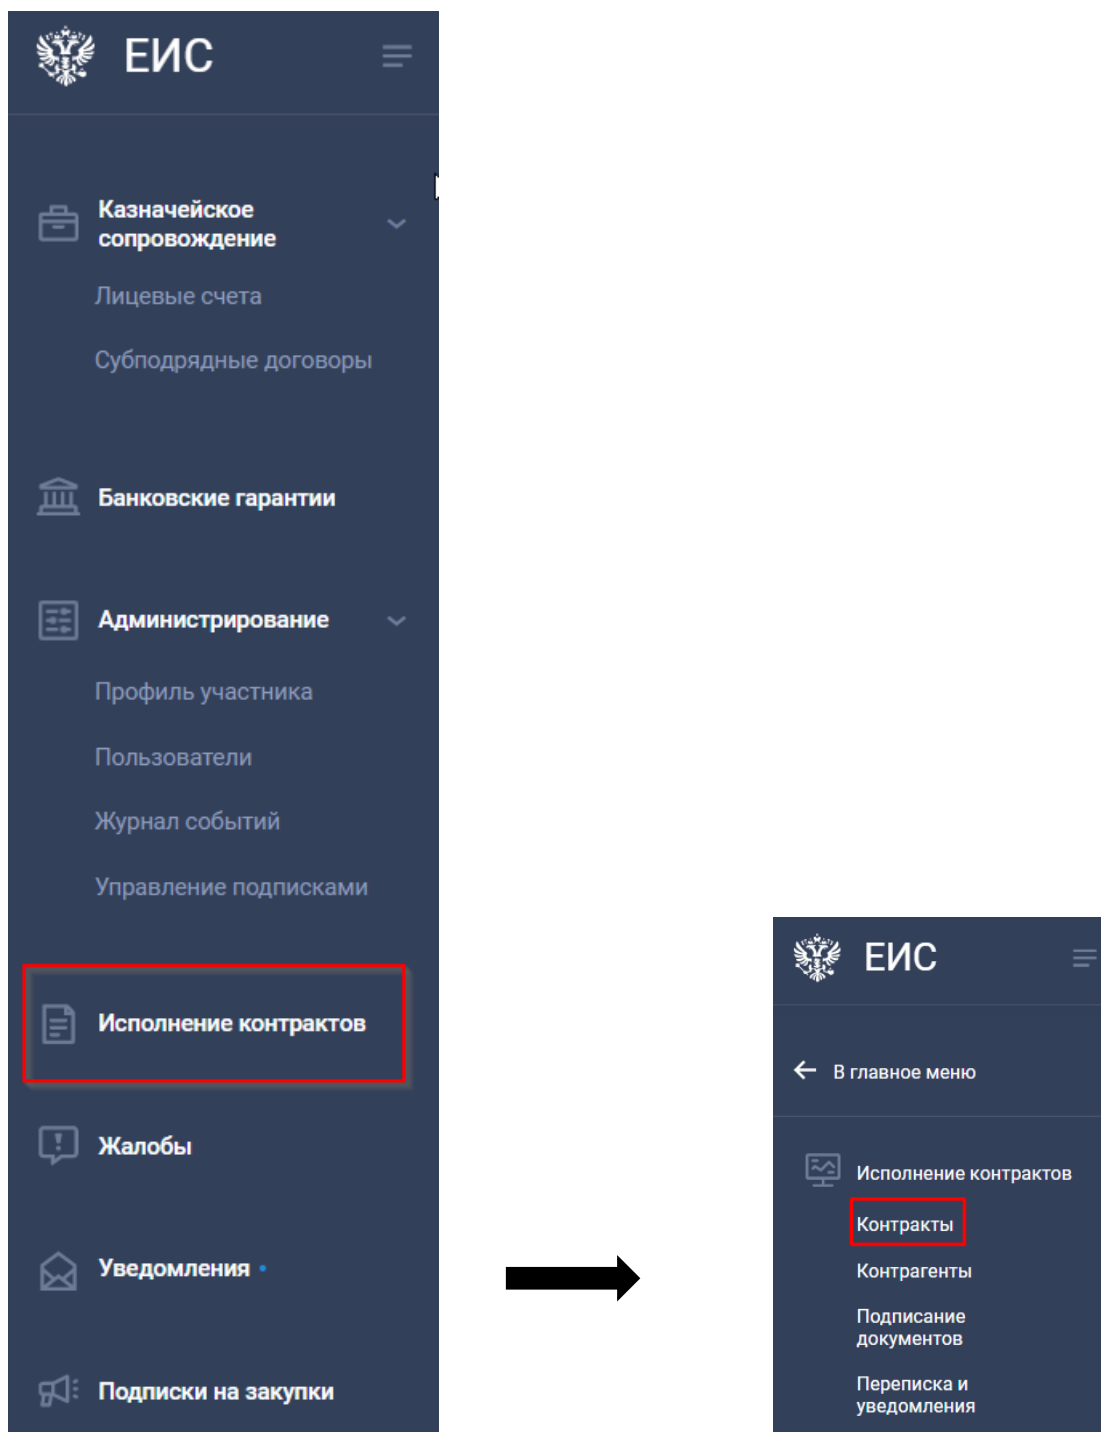 ЕИС
Казначейское
сопровождение
Лицевые счета
Субподрядные договоры
Банковские гарантии
Администрирование
Профиль участника
Пользователи
Журнал событий
Управление подписками
Исполнение контрактов
Жалобы
Уведомления
Подписки на закупки
ЕИС
В главное меню
Исполнение контрактов
Контракты
Контрагенты
Подписание
документов
Переписка и
уведомления